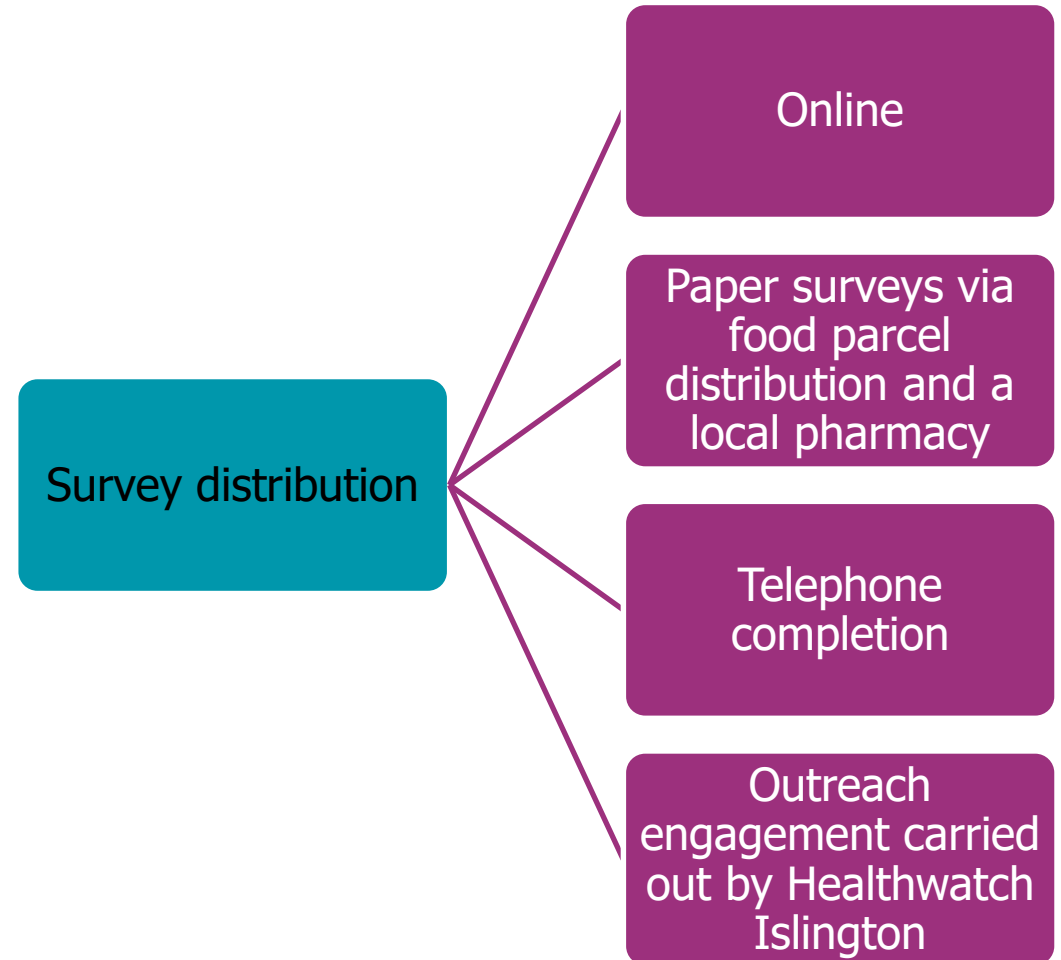 Online
Paper surveys via
food parcel
distribution and a
local pharmacy
Survey distribution
Telephone
completion
Outreach
engagement carried
out by Healthwatch
Islington